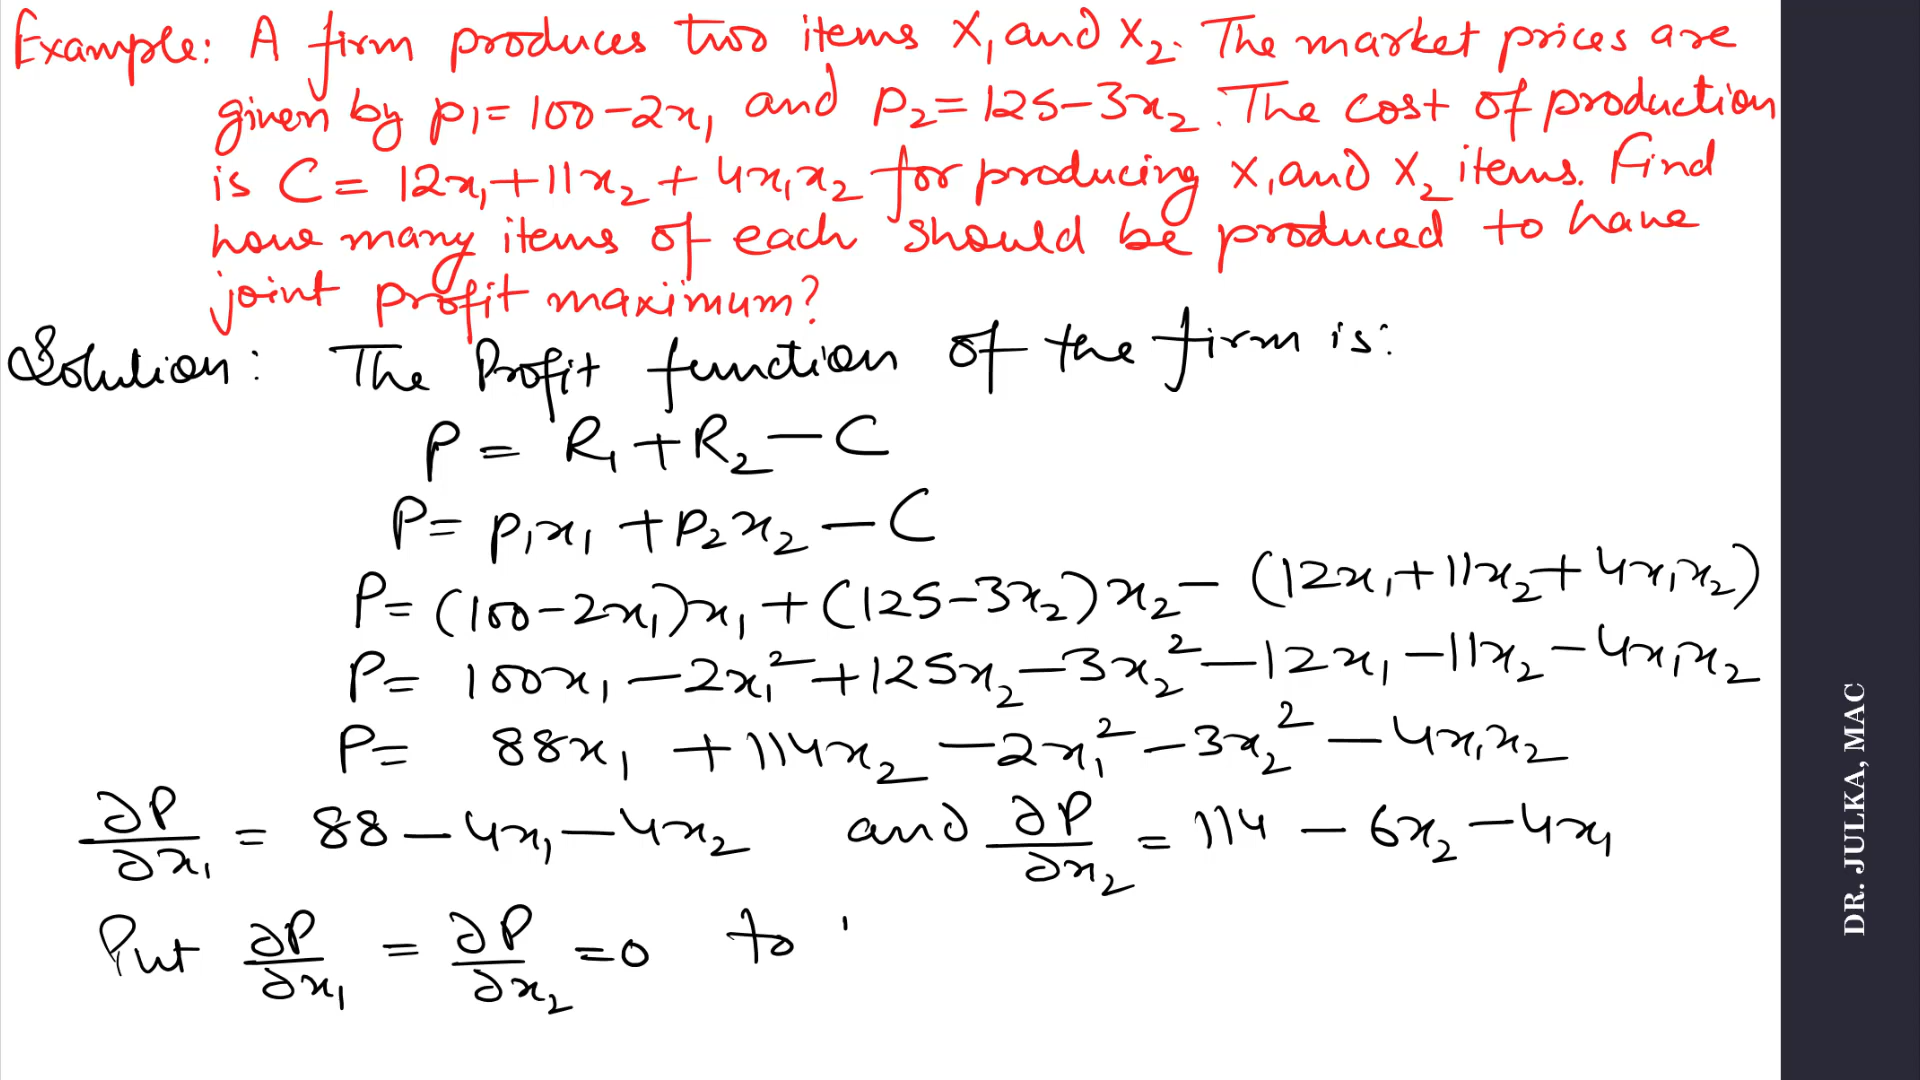 Example: A firm produces two items X₁ and X₂. The market prices are
given by p₁ = 100-2x₁ and p₂ = 125-3x₂. The cost of production
is C = 12x₁ + 11x₂ + 4x₁x₂ for producing X₁ and X₂ items. Find
how many items of each should be produced to have
joint profit maximum?
Solution: The Profit function of the firm is:
P = R₁ + R₂ - C
P = p₁x₁ + p₂x₂ - C
P = (100-2x₁)x₁ + (125-3x₂)x₂ - (12x₁ + 11x₂ + 4x₁x₂)
P = 100x₁ - 2x₁² + 125x₂ - 3x₂² - 12x₁ - 11x₂ - 4x₁x₂
P = 88x₁ + 114x₂ - 2x₁² - 3x₂² - 4x₁x₂
∂P/∂x₁ = 88 - 4x₁ - 4x₂ and ∂P/∂x₂ = 114 - 6x₂ - 4x₁
Put ∂P/∂x₁ = ∂P/∂x₂ = 0 to
DR. JULKA, MAC